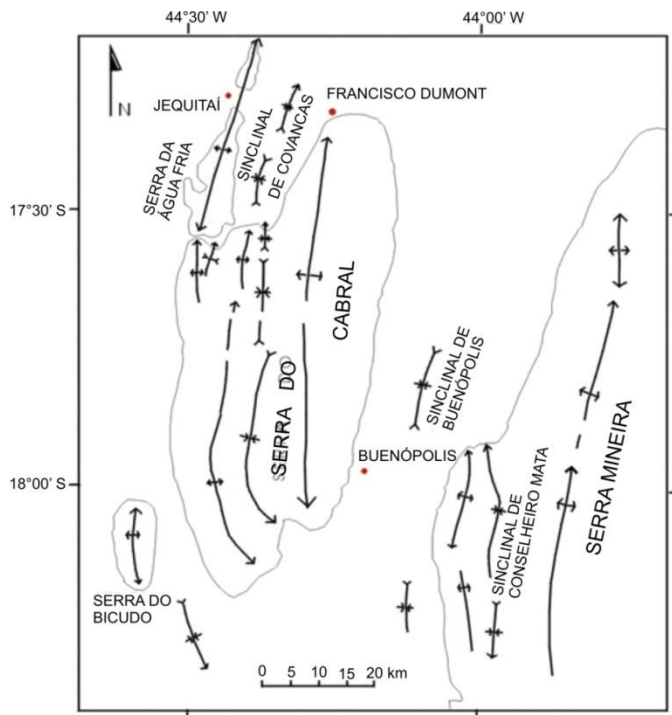 44°30' W
44°00' W
N
JEQUITAÍ
FRANCISCO DUMONT
SERRA DA
ÁGUA FRIA
SINCLINAL
DE COVANCAS
17°30' S
CABRAL
SERRA DO
SINCLINAL DE
BUENÓPOLIS
BUENÓPOLIS
18°00' S
SINCLINAL DE
CONSELHEIRO MATA
SERRA MINEIRA
SERRA DO
BICUDO
0 5 10 15 20 km